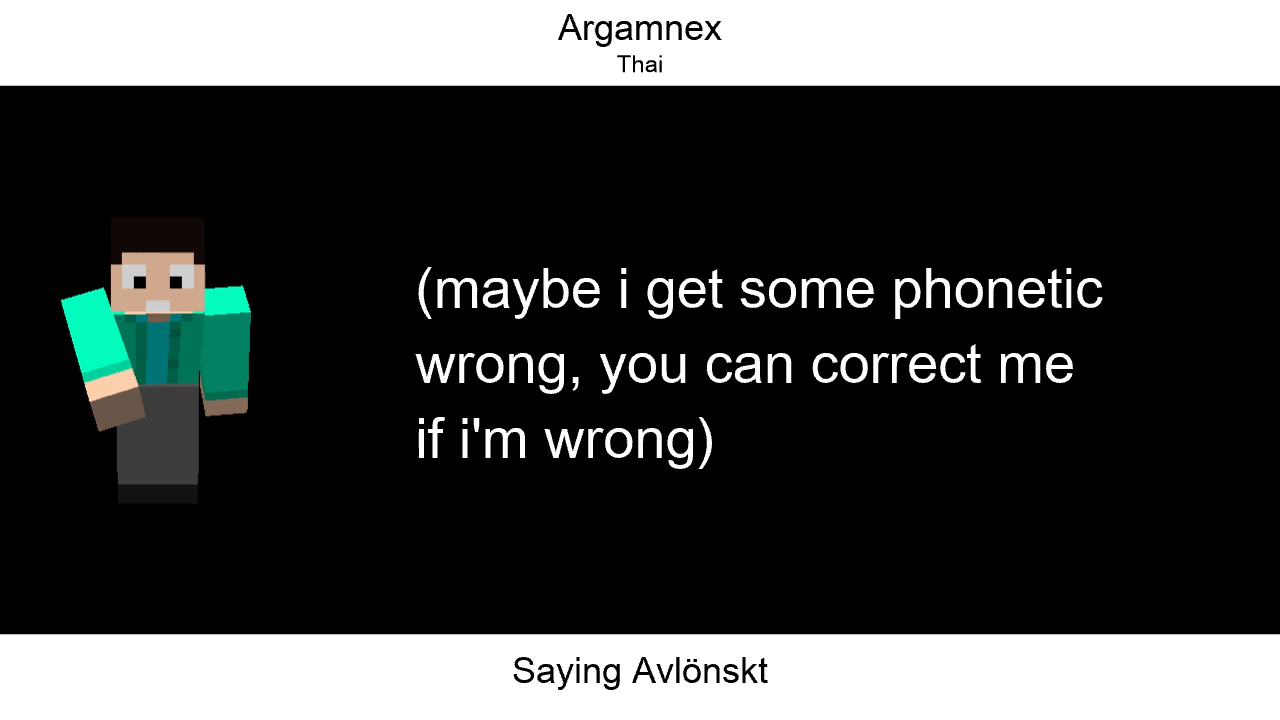 Argamnex
Thai
(maybe i get some phonetic
wrong, you can correct me
if i'm wrong)
Saying Avlönskt